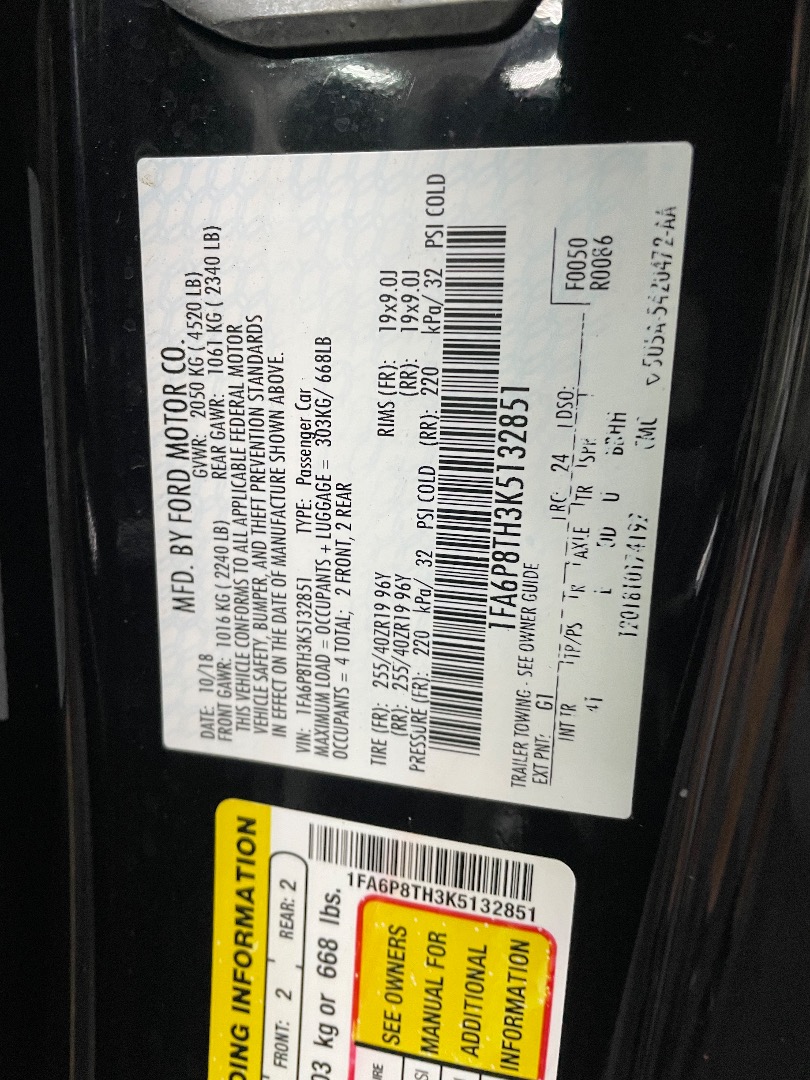 MFD. BY FORD MOTOR CO.
DATE: 10/18 GVWR: 2050 KG ( 4520 LB)
FRONT GAWR: 1016 KG ( 2240 LB) REAR GAWR: 1061 KG ( 2340 LB)
THIS VEHICLE CONFORMS TO ALL APPLICABLE FEDERAL MOTOR
VEHICLE SAFETY, BUMPER, AND THEFT PREVENTION STANDARDS
IN EFFECT ON THE DATE OF MANUFACTURE SHOWN ABOVE.
VIN: 1FA6P8TH3K5132851 TYPE: Passenger Car
MAXIMUM LOAD = OCCUPANTS + LUGGAGE = 303KG/ 668LB
OCCUPANTS = 4 TOTAL; 2 FRONT, 2 REAR
TIRE (FR): 255/40ZR19 96Y RIMS (FR): 19x9.0J
(RR): 255/40ZR19 96Y (RR): 19x9.0J
PRESSURE (FR): 220 kPa/ 32 PSI COLD (RR): 220 kPa/ 32 PSI COLD
1FA6P8TH3K5132851
TRAILER TOWING - SEE OWNER GUIDE
EXT PNT: G1 RC: 24 DSO: F0050
INT TR TP/PS R AXLE TR SPR R0086
DING INFORMATION
FRONT: 2 REAR: 2
03 kg or 668 lbs.
1FA6P8TH3K5132851
SEE OWNERS
MANUAL FOR
ADDITIONAL
INFORMATION